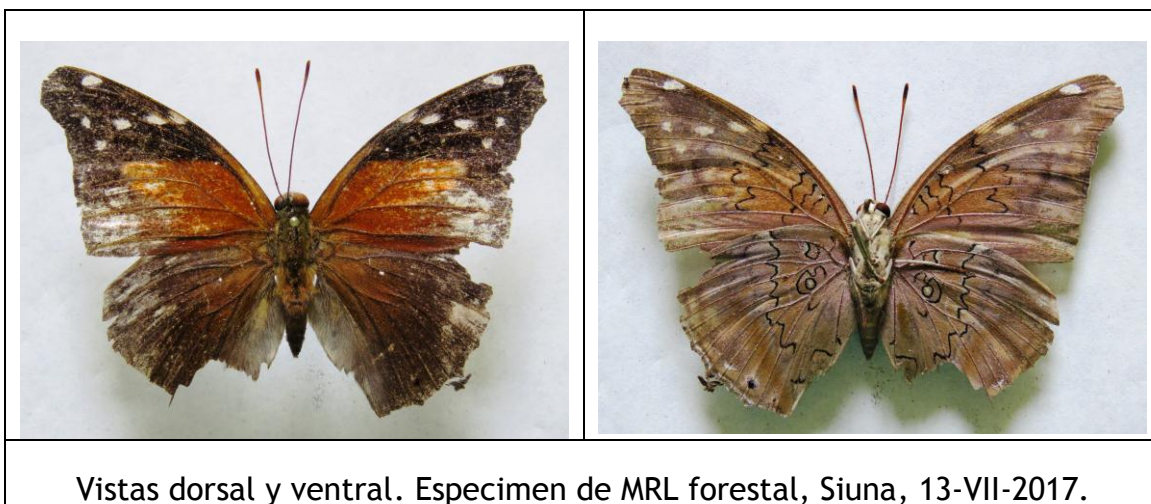 Vistas dorsal y ventral. Especimen de MRL forestal, Siuna, 13-VII-2017.